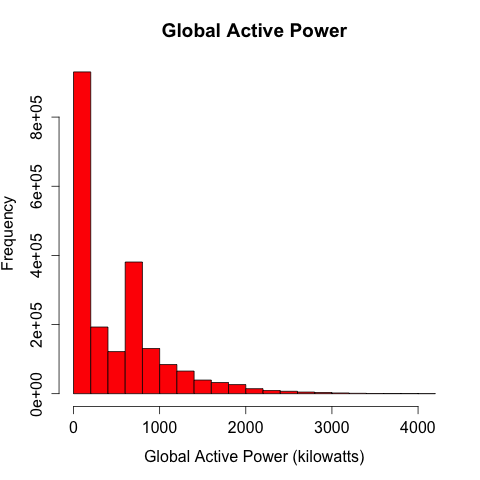 Global Active Power
Frequency
8e+05
6e+05
4e+05
2e+05
0e+00
0 1000 2000 3000 4000
Global Active Power (kilowatts)